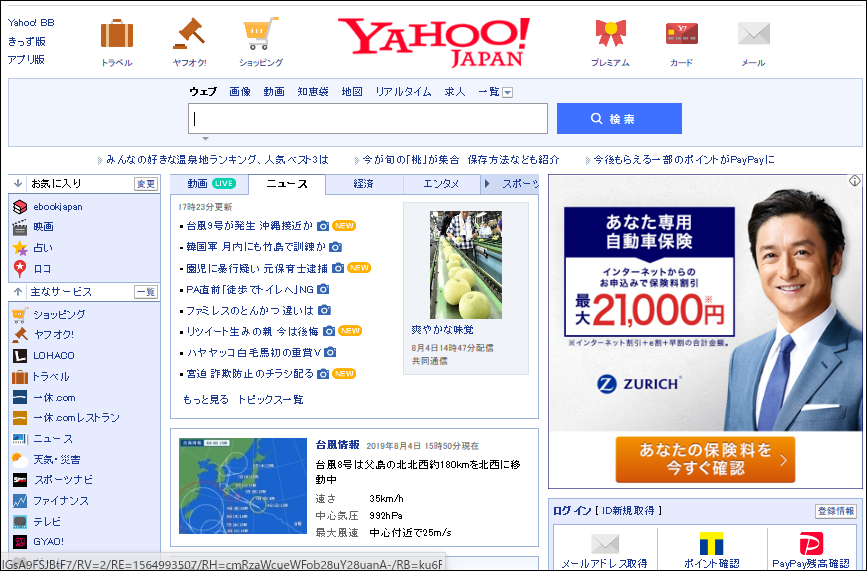 Yahoo! BB
きっず版
アプリ版
トラベル
ヤフオク!
ショッピング
YAHOO!
JAPAN
プレミアム
カード
メール
ウェブ 画像 動画 知恵袋 地図 リアルタイム 求人 一覧
検索
みんなの好きな温泉地ランキング、人気ベスト3は
今が旬の「桃」が集合 保存方法なども紹介
今後もらえる一部のポイントがPayPayに
お気に入り 変更
ebookjapan
映画
占い
ロコ
主なサービス 一覧
ショッピング
ヤフオク!
LOHACO
トラベル
一休.com
一休.comレストラン
ニュース
天気・災害
スポーツナビ
ファイナンス
テレビ
GYAO!
動画 LIVE ニュース 経済 エンタメ スポーツ
17時23分更新
台風9号が発生 沖縄接近か NEW
韓国軍 月内にも竹島で訓練か
園児に暴行疑い 元保育士逮捕 NEW
PA直前「徒歩でトイレへ」NG
ファミレスのとんかつ 違いは
リツイート生みの親 今は後悔 NEW
ハヤヤッコ 白毛馬初の重賞V
宮迫 詐欺防止のチラシ配る NEW
もっと見る トピックス一覧
爽やかな味覚
8月4日14時47分配信
共同通信
台風情報 2019年8月4日 15時50分現在
台風8号は父島の北北西約180kmを北西に移
動中
速さ 35km/h
中心気圧 992hPa
最大風速 中心付近で25m/s
あなた専用
自動車保険
インターネットからの
お申込みで保険料割引
最大21,000円※
※インターネット割引+e割+早割の合計金額。
ZURICH
あなたの保険料を
今すぐ確認
ログイン [ ID新規取得 ] 登録情報
メールアドレス取得
ポイント確認
PayPay残高確認
IGsA9FSJBtF7/RV=2/RE=1564993507/RH=cmRzaWcueWFob28uY28uanA-/RB=ku6F